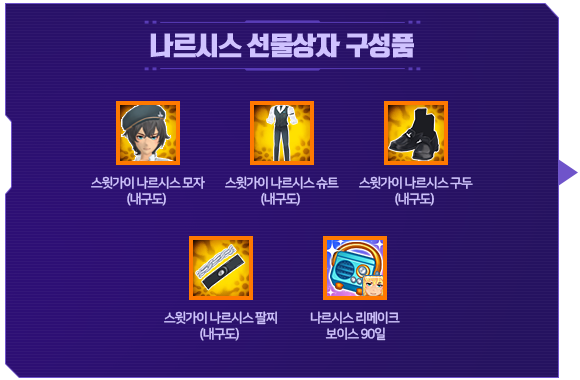 나르시스 선물상자 구성품
스윗가이 나르시스 모자
(내구도)
스윗가이 나르시스 슈트
(내구도)
스윗가이 나르시스 구두
(내구도)
스윗가이 나르시스 팔찌
(내구도)
나르시스 리메이크
보이스 90일